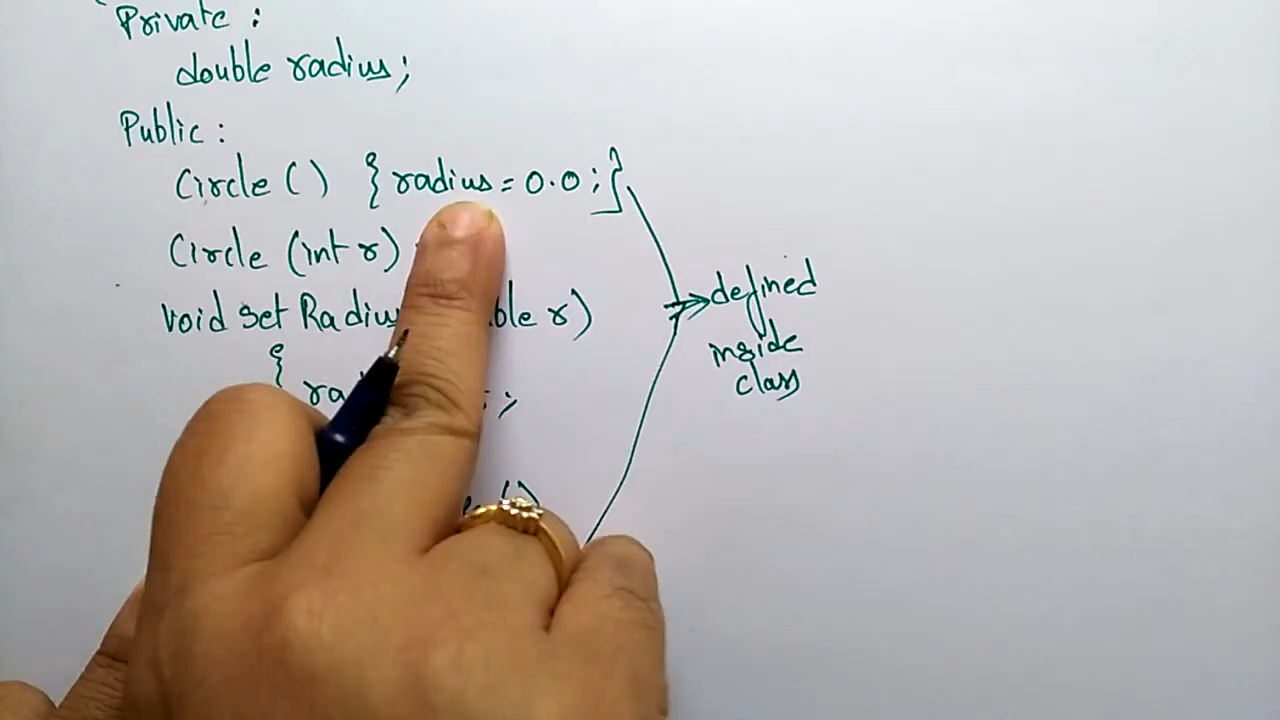 Private :
double radius;
Public :
Circle ( ) { radius = 0.0 ; }
Circle (int r)
void set Radius r)
{
;
()
defined
inside
class